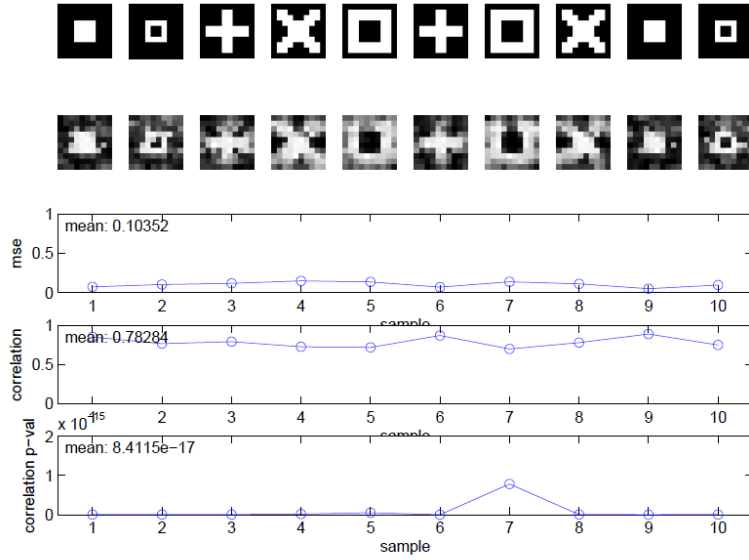 mse
1
0.5
0
mean: 0.10352
1 2 3 4 5 6 7 8 9 10
sample
correlation
1
0.5
0
mean: 0.78284
1 2 3 4 5 6 7 8 9 10
sample
x 10-15
correlation p-val
2
1
0
mean: 8.4115e-17
1 2 3 4 5 6 7 8 9 10
sample